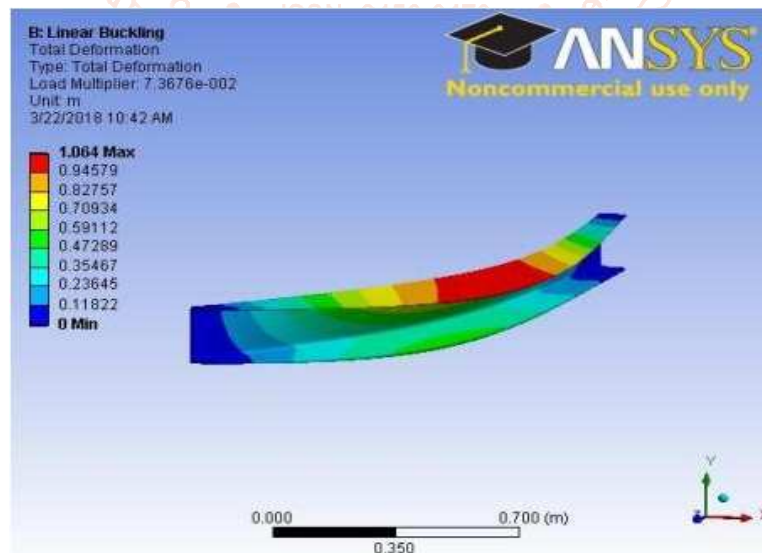 B: Linear Buckling
Total Deformation
Type: Total Deformation
Load Multiplier: 7.3676e-002
Unit: m
3/22/2018 10:42 AM
1.064 Max
0.94579
0.82757
0.70934
0.59112
0.47289
0.35467
0.23645
0.11822
0 Min
ANSYS
Noncommercial use only
0.000
0.700 (m)
0.350
Y
X